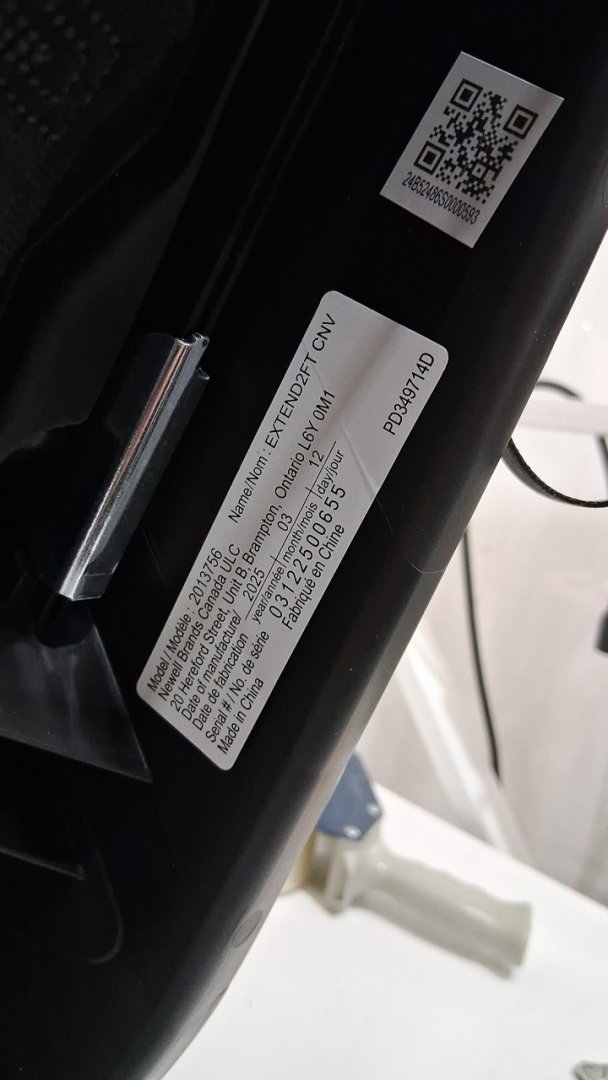 24B52486S0000593
Model / Modèle : 2013756 Name/Nom : EXTEND2FT CNV
Newell Brands Canada ULC
20 Hereford Street, Unit B Brampton, Ontario L6Y 0M1
Date of manufacture/ 2025 03 12
Date de fabrication year/année month/mois day/jour
Serial # / No. de série 03122500655
Made in China Fabriqué en Chine
PD349714D